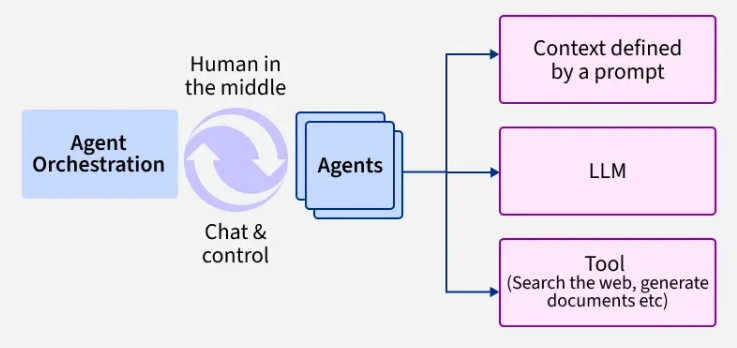 Agent
Orchestration
Human in
the middle
Chat &
control
Agents
Context defined
by a prompt
LLM
Tool
(Search the web, generate
documents etc)